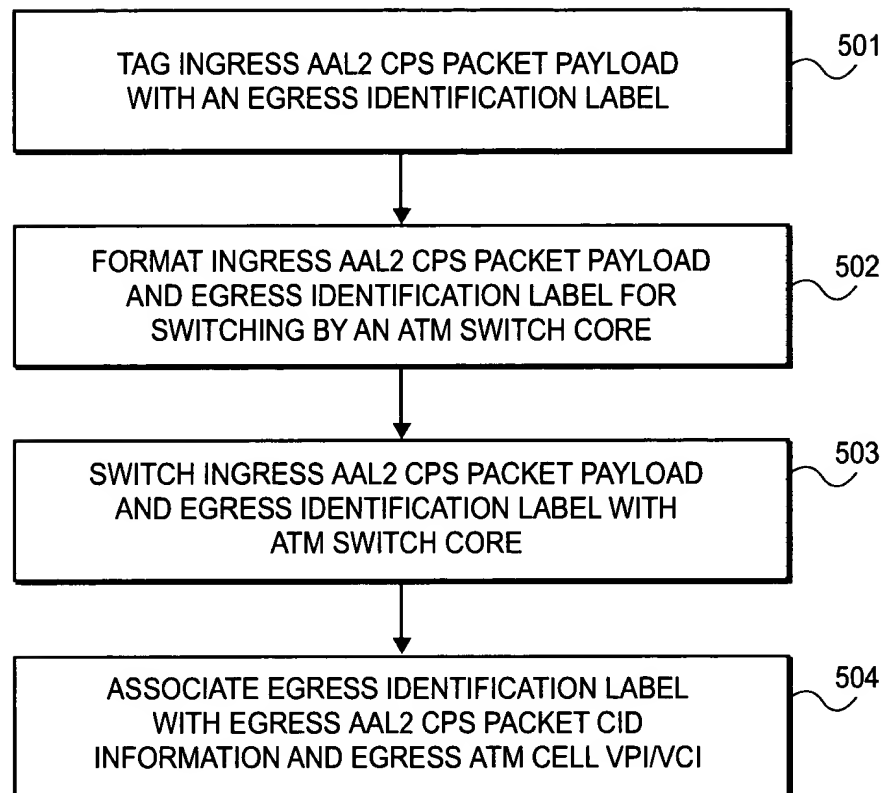 TAG INGRESS AAL2 CPS PACKET PAYLOAD
WITH AN EGRESS IDENTIFICATION LABEL
501
FORMAT INGRESS AAL2 CPS PACKET PAYLOAD
AND EGRESS IDENTIFICATION LABEL FOR
SWITCHING BY AN ATM SWITCH CORE
502
SWITCH INGRESS AAL2 CPS PACKET PAYLOAD
AND EGRESS IDENTIFICATION LABEL WITH
ATM SWITCH CORE
503
ASSOCIATE EGRESS IDENTIFICATION LABEL
WITH EGRESS AAL2 CPS PACKET CID
INFORMATION AND EGRESS ATM CELL VPI/VCI
504